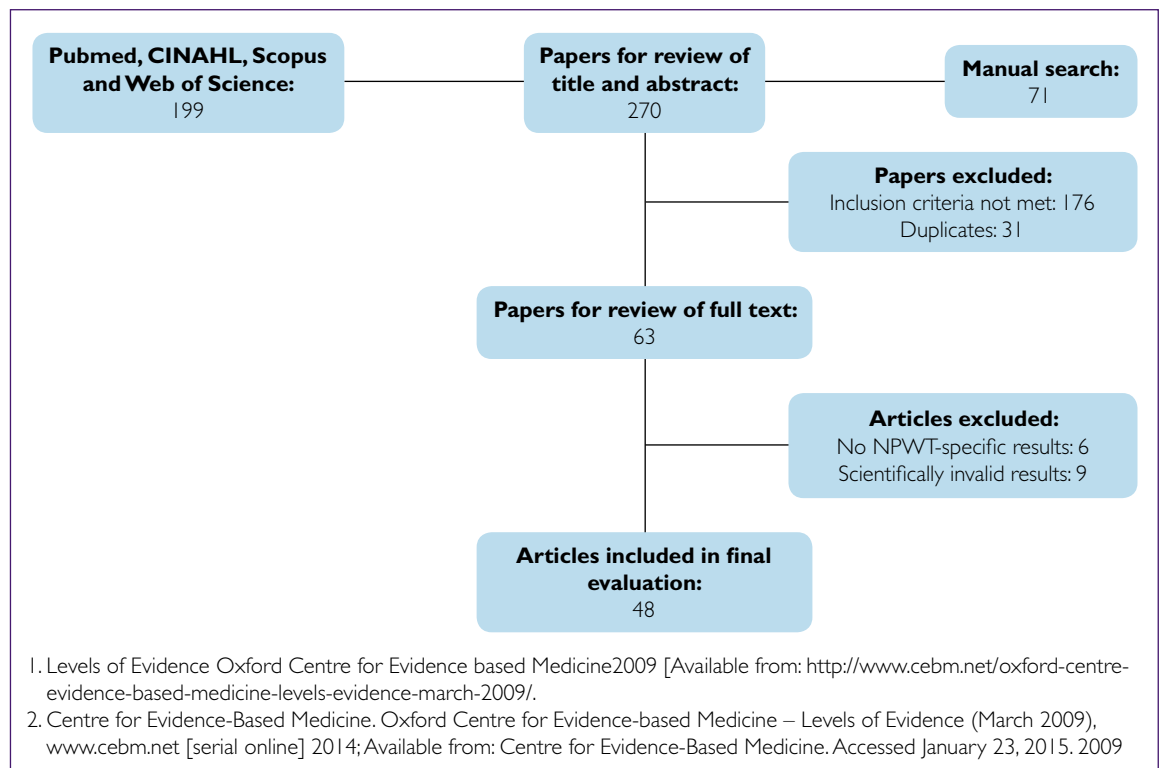 Pubmed, CINAHL, Scopus
and Web of Science:
199
Papers for review of
title and abstract:
270
Manual search:
71
Papers excluded:
Inclusion criteria not met: 176
Duplicates: 31
Papers for review of full text:
63
Articles excluded:
No NPWT-specific results: 6
Scientifically invalid results: 9
Articles included in final
evaluation:
48
1. Levels of Evidence Oxford Centre for Evidence based Medicine2009 [Available from: http://www.cebm.net/oxford-centre-
evidence-based-medicine-levels-evidence-march-2009/.
2. Centre for Evidence-Based Medicine. Oxford Centre for Evidence-based Medicine – Levels of Evidence (March 2009),
www.cebm.net [serial online] 2014; Available from: Centre for Evidence-Based Medicine. Accessed January 23, 2015. 2009